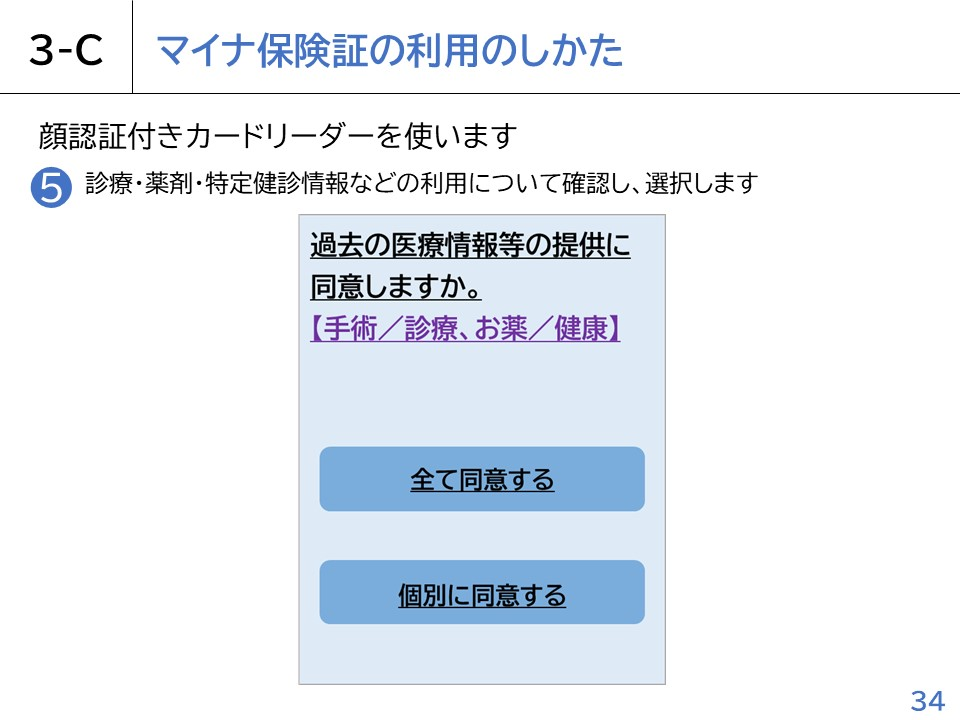 3-C
マイナ保険証の利用のしかた
顔認証付きカードリーダーを使います
5
診療・薬剤・特定健診情報などの利用について確認し、選択します
過去の医療情報等の提供に
同意しますか。
【手術／診療、お薬／健康】
全て同意する
個別に同意する
34